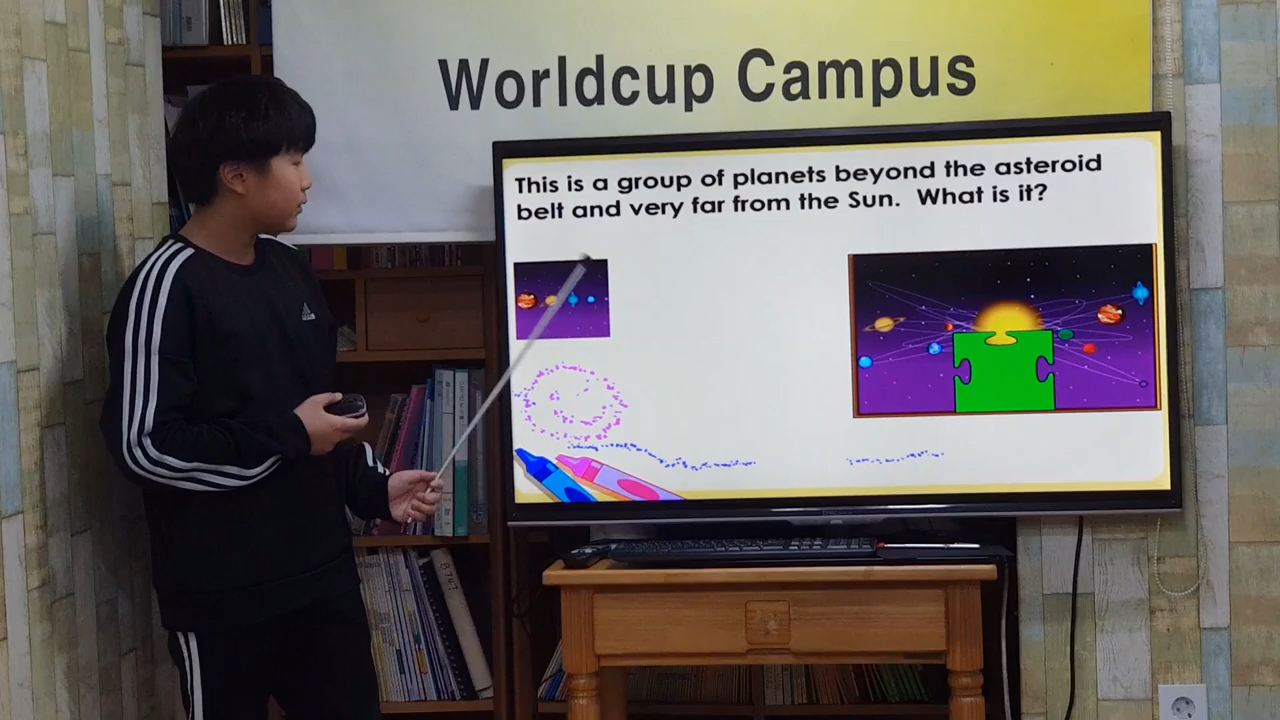 Worldcup Campus
This is a group of planets beyond the asteroid
belt and very far from the Sun. What is it?
adidas